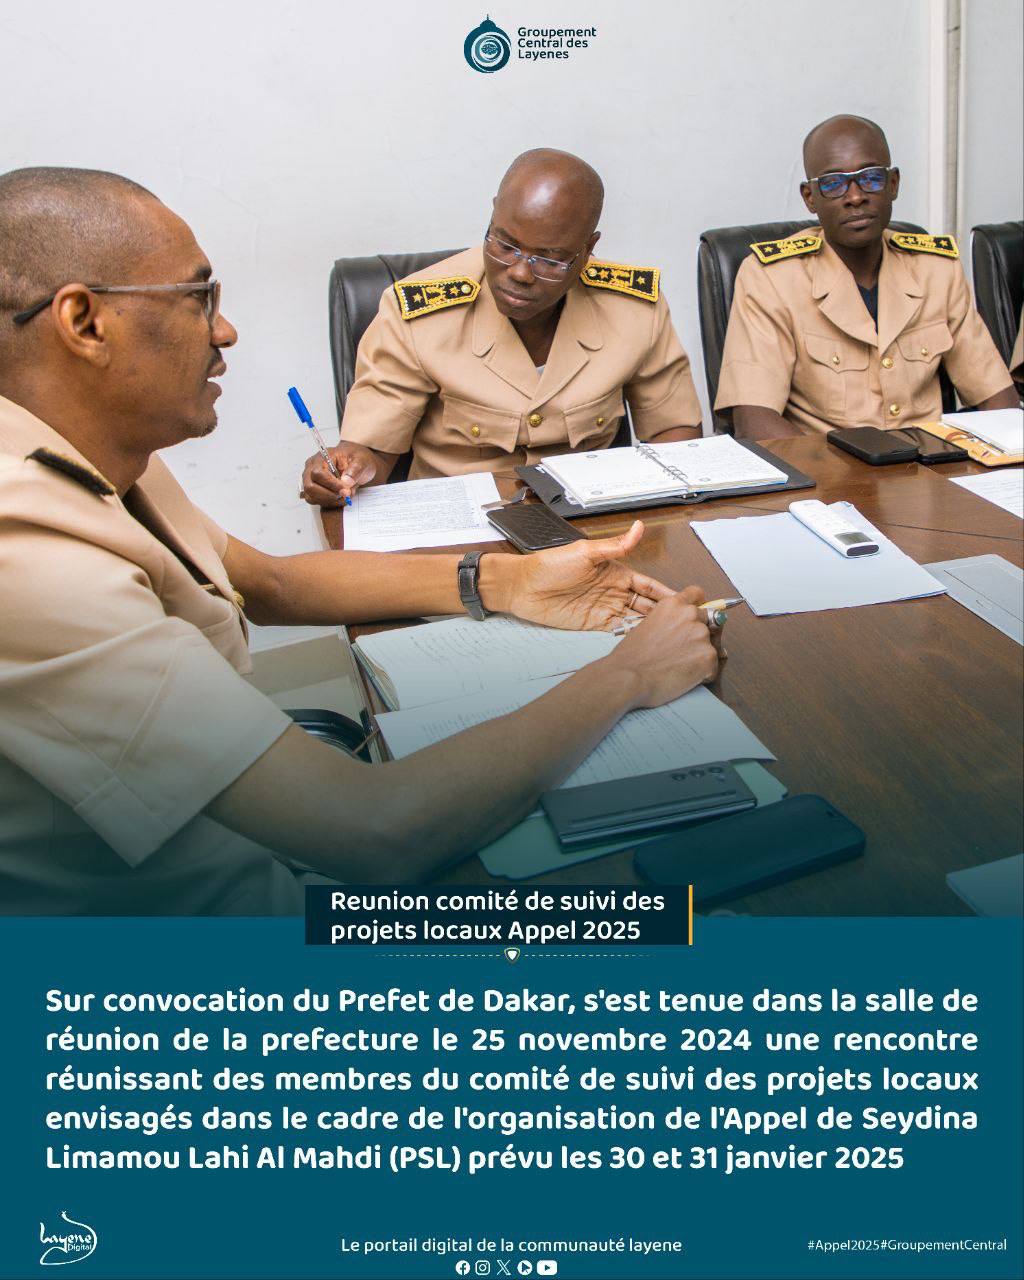 Groupement
Central des
Layenes
Reunion comité de suivi des
projets locaux Appel 2025
Sur convocation du Prefet de Dakar, s'est tenue dans la salle de
réunion de la prefecture le 25 novembre 2024 une rencontre
réunissant des membres du comité de suivi des projets locaux
envisagés dans le cadre de l'organisation de l'Appel de Seydina
Limamou Lahi Al Mahdi (PSL) prévu les 30 et 31 janvier 2025
Layene
Digital
Le portail digital de la communauté layene
#Appel2025#GroupementCentral